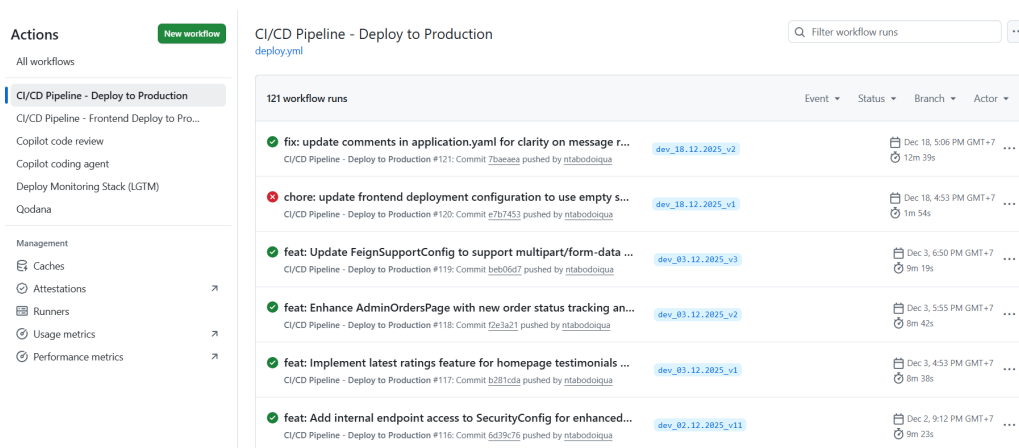 Actions
New workflow
All workflows
CI/CD Pipeline - Deploy to Production
CI/CD Pipeline - Frontend Deploy to Pro...
Copilot code review
Copilot coding agent
Deploy Monitoring Stack (LGTM)
Qodana
Management
Caches
Attestations
Runners
Usage metrics
Performance metrics
CI/CD Pipeline - Deploy to Production
deploy.yml
Filter workflow runs
121 workflow runs
Event Status Branch Actor
fix: update comments in application.yaml for clarity on message r...
CI/CD Pipeline - Deploy to Production #121: Commit 7baeaea pushed by ntabodoiqua
dev_18.12.2025_v2
Dec 18, 5:06 PM GMT+7
12m 39s
chore: update frontend deployment configuration to use empty s...
CI/CD Pipeline - Deploy to Production #120: Commit e7b7453 pushed by ntabodoiqua
dev_18.12.2025_v1
Dec 18, 4:53 PM GMT+7
1m 54s
feat: Update FeignSupportConfig to support multipart/form-data ...
CI/CD Pipeline - Deploy to Production #119: Commit beb06d7 pushed by ntabodoiqua
dev_03.12.2025_v3
Dec 3, 6:50 PM GMT+7
9m 19s
feat: Enhance AdminOrdersPage with new order status tracking an...
CI/CD Pipeline - Deploy to Production #118: Commit f2e3a21 pushed by ntabodoiqua
dev_03.12.2025_v2
Dec 3, 5:55 PM GMT+7
8m 42s
feat: Implement latest ratings feature for homepage testimonials ...
CI/CD Pipeline - Deploy to Production #117: Commit b281cda pushed by ntabodoiqua
dev_03.12.2025_v1
Dec 3, 4:53 PM GMT+7
8m 38s
feat: Add internal endpoint access to SecurityConfig for enhanced...
CI/CD Pipeline - Deploy to Production #116: Commit 6d39c76 pushed by ntabodoiqua
dev_02.12.2025_v11
Dec 2, 9:12 PM GMT+7
9m 23s